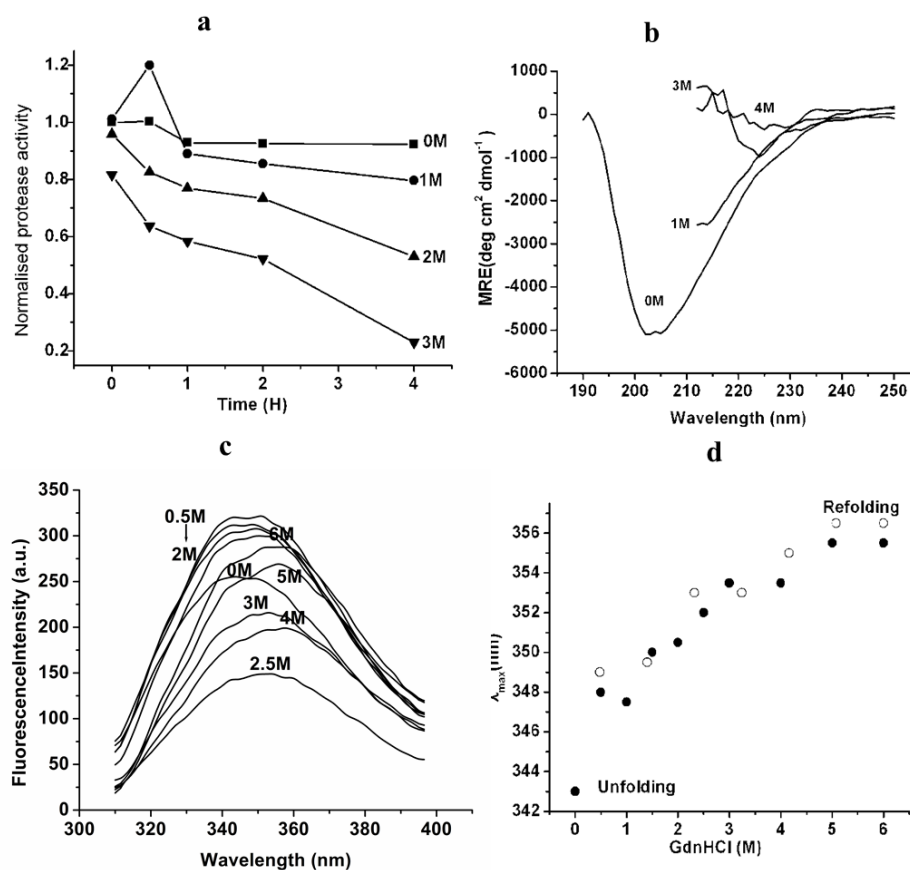 a
1.2
1.0
0.8
0.6
0.4
0.2
Normalised protease activity
0M
1M
2M
3M
0 1 2 3 4
Time (H)
b
1000
0
-1000
-2000
-3000
-4000
-5000
-6000
MRE(deg cm² dmol⁻¹)
3M
4M
1M
0M
190 200 210 220 230 240 250
Wavelength (nm)
c
350
300
250
200
150
100
50
0
FluorescenceIntensity (a.u.)
0.5M
2M
6M
0M
5M
3M
4M
2.5M
300 320 340 360 380 400
Wavelength (nm)
d
356
354
352
350
348
346
344
342
Refolding
Unfolding
0 1 2 3 4 5 6
GdnHCl (M)